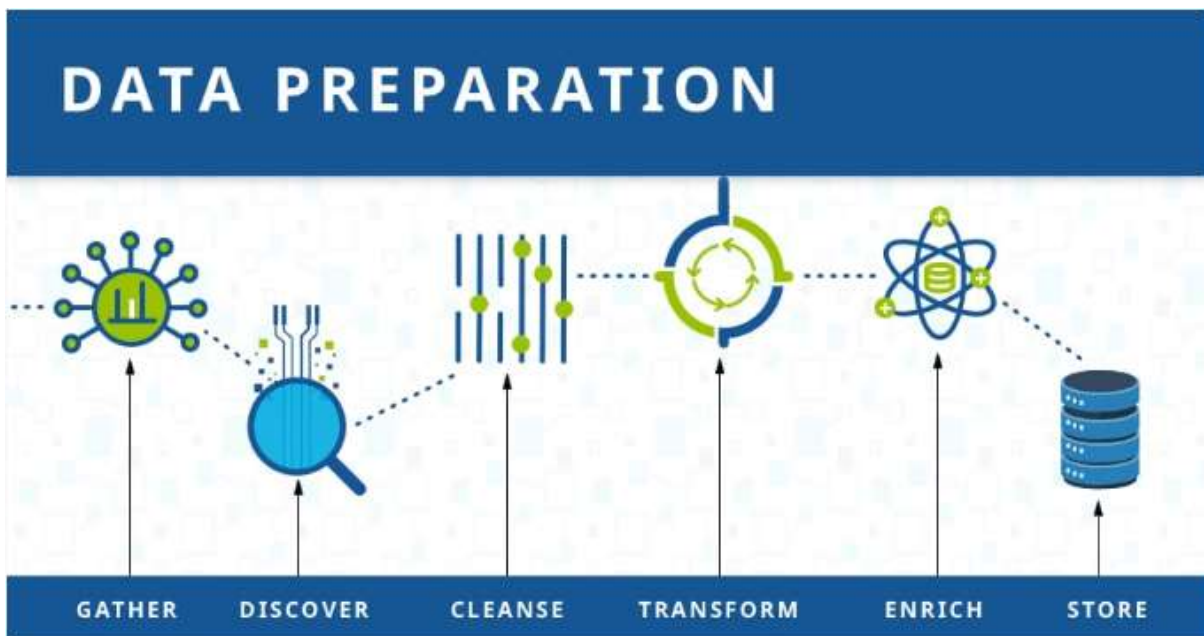 DATA PREPARATION
GATHER DISCOVER CLEANSE TRANSFORM ENRICH STORE